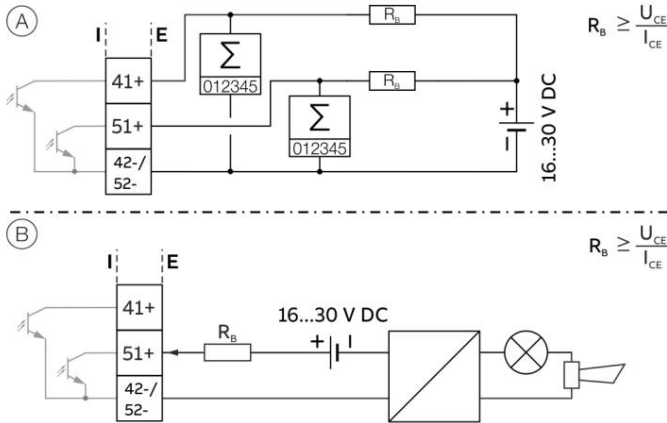 A
I E
41+
51+
42-/
52-
Σ
012345
Σ
012345
R_B
R_B
+
-
16...30 V DC
R_B ≥ U_CE
I_CE
B
I E
41+
51+
42-/
52-
R_B
16...30 V DC
+ -
R_B ≥ U_CE
I_CE